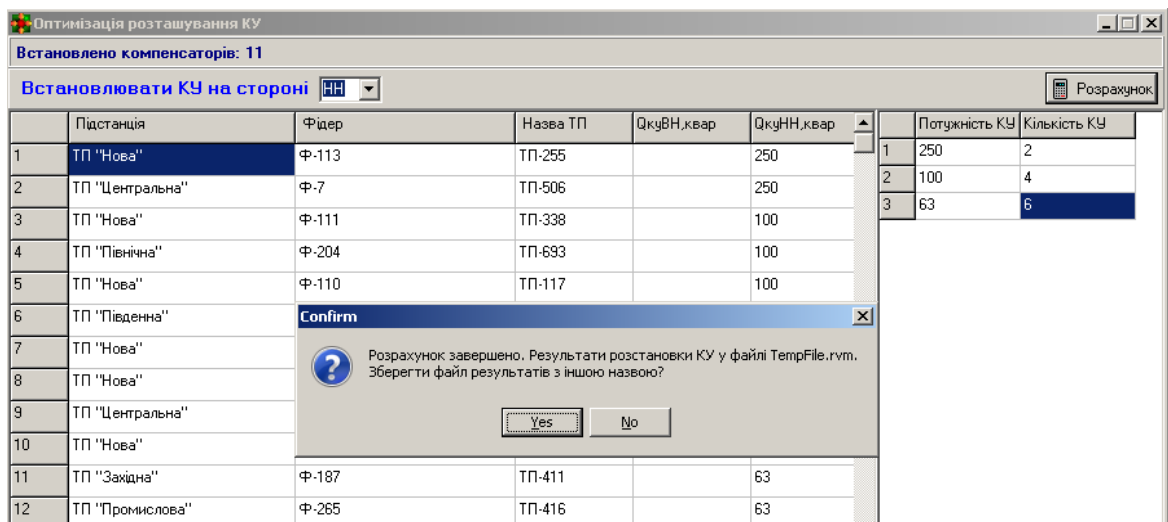 Оптимізація розташування КУ
Встановлено компенсаторів: 11
Встановлювати КУ на стороні НН Розрахунок
Підстанція Фідер Назва ТП QкуВН,квар QкуНН,квар Потужність КУ Кількість КУ
1 ТП "Нова" Ф-113 ТП-255 250 1 250 2
2 ТП "Центральна" Ф-7 ТП-506 250 2 100 4
3 ТП "Нова" Ф-111 ТП-338 100 3 63 6
4 ТП "Північна" Ф-204 ТП-693 100
5 ТП "Нова" Ф-110 ТП-117 100
6 ТП "Південна"
7 ТП "Нова"
8 ТП "Нова"
9 ТП "Центральна"
10 ТП "Нова"
Confirm
Розрахунок завершено. Результати розстановки КУ у файлі TempFile.rvm.
Зберегти файл результатів з іншою назвою?
Yes No
11 ТП "Західна" Ф-187 ТП-411 63
12 ТП "Промислова" Ф-265 ТП-416 63